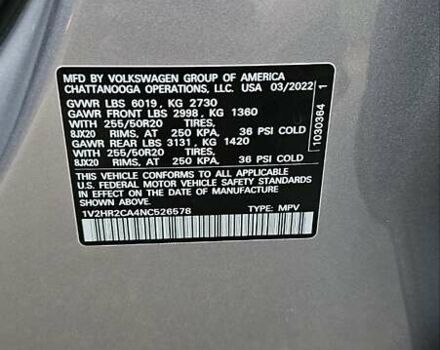 MFD BY VOLKSWAGEN GROUP OF AMERICA
CHATTANOOGA OPERATIONS, LLC. USA 03/2022
GVWR LBS 6019, KG 2730
GAWR FRONT LBS 2998, KG 1360
WITH 255/50R20 TIRES,
8JX20 RIMS, AT 250 KPA, 36 PSI COLD
GAWR REAR LBS 3131, KG 1420
WITH 255/50R20 TIRES,
8JX20 RIMS, AT 250 KPA, 36 PSI COLD
THIS VEHICLE CONFORMS TO ALL APPLICABLE
U.S. FEDERAL MOTOR VEHICLE SAFETY STANDARDS
IN EFFECT ON THE DATE OF MANUFACTURE
SHOWN ABOVE.
1V2HR2CA4NC526578 TYPE: MPV
1030364 1